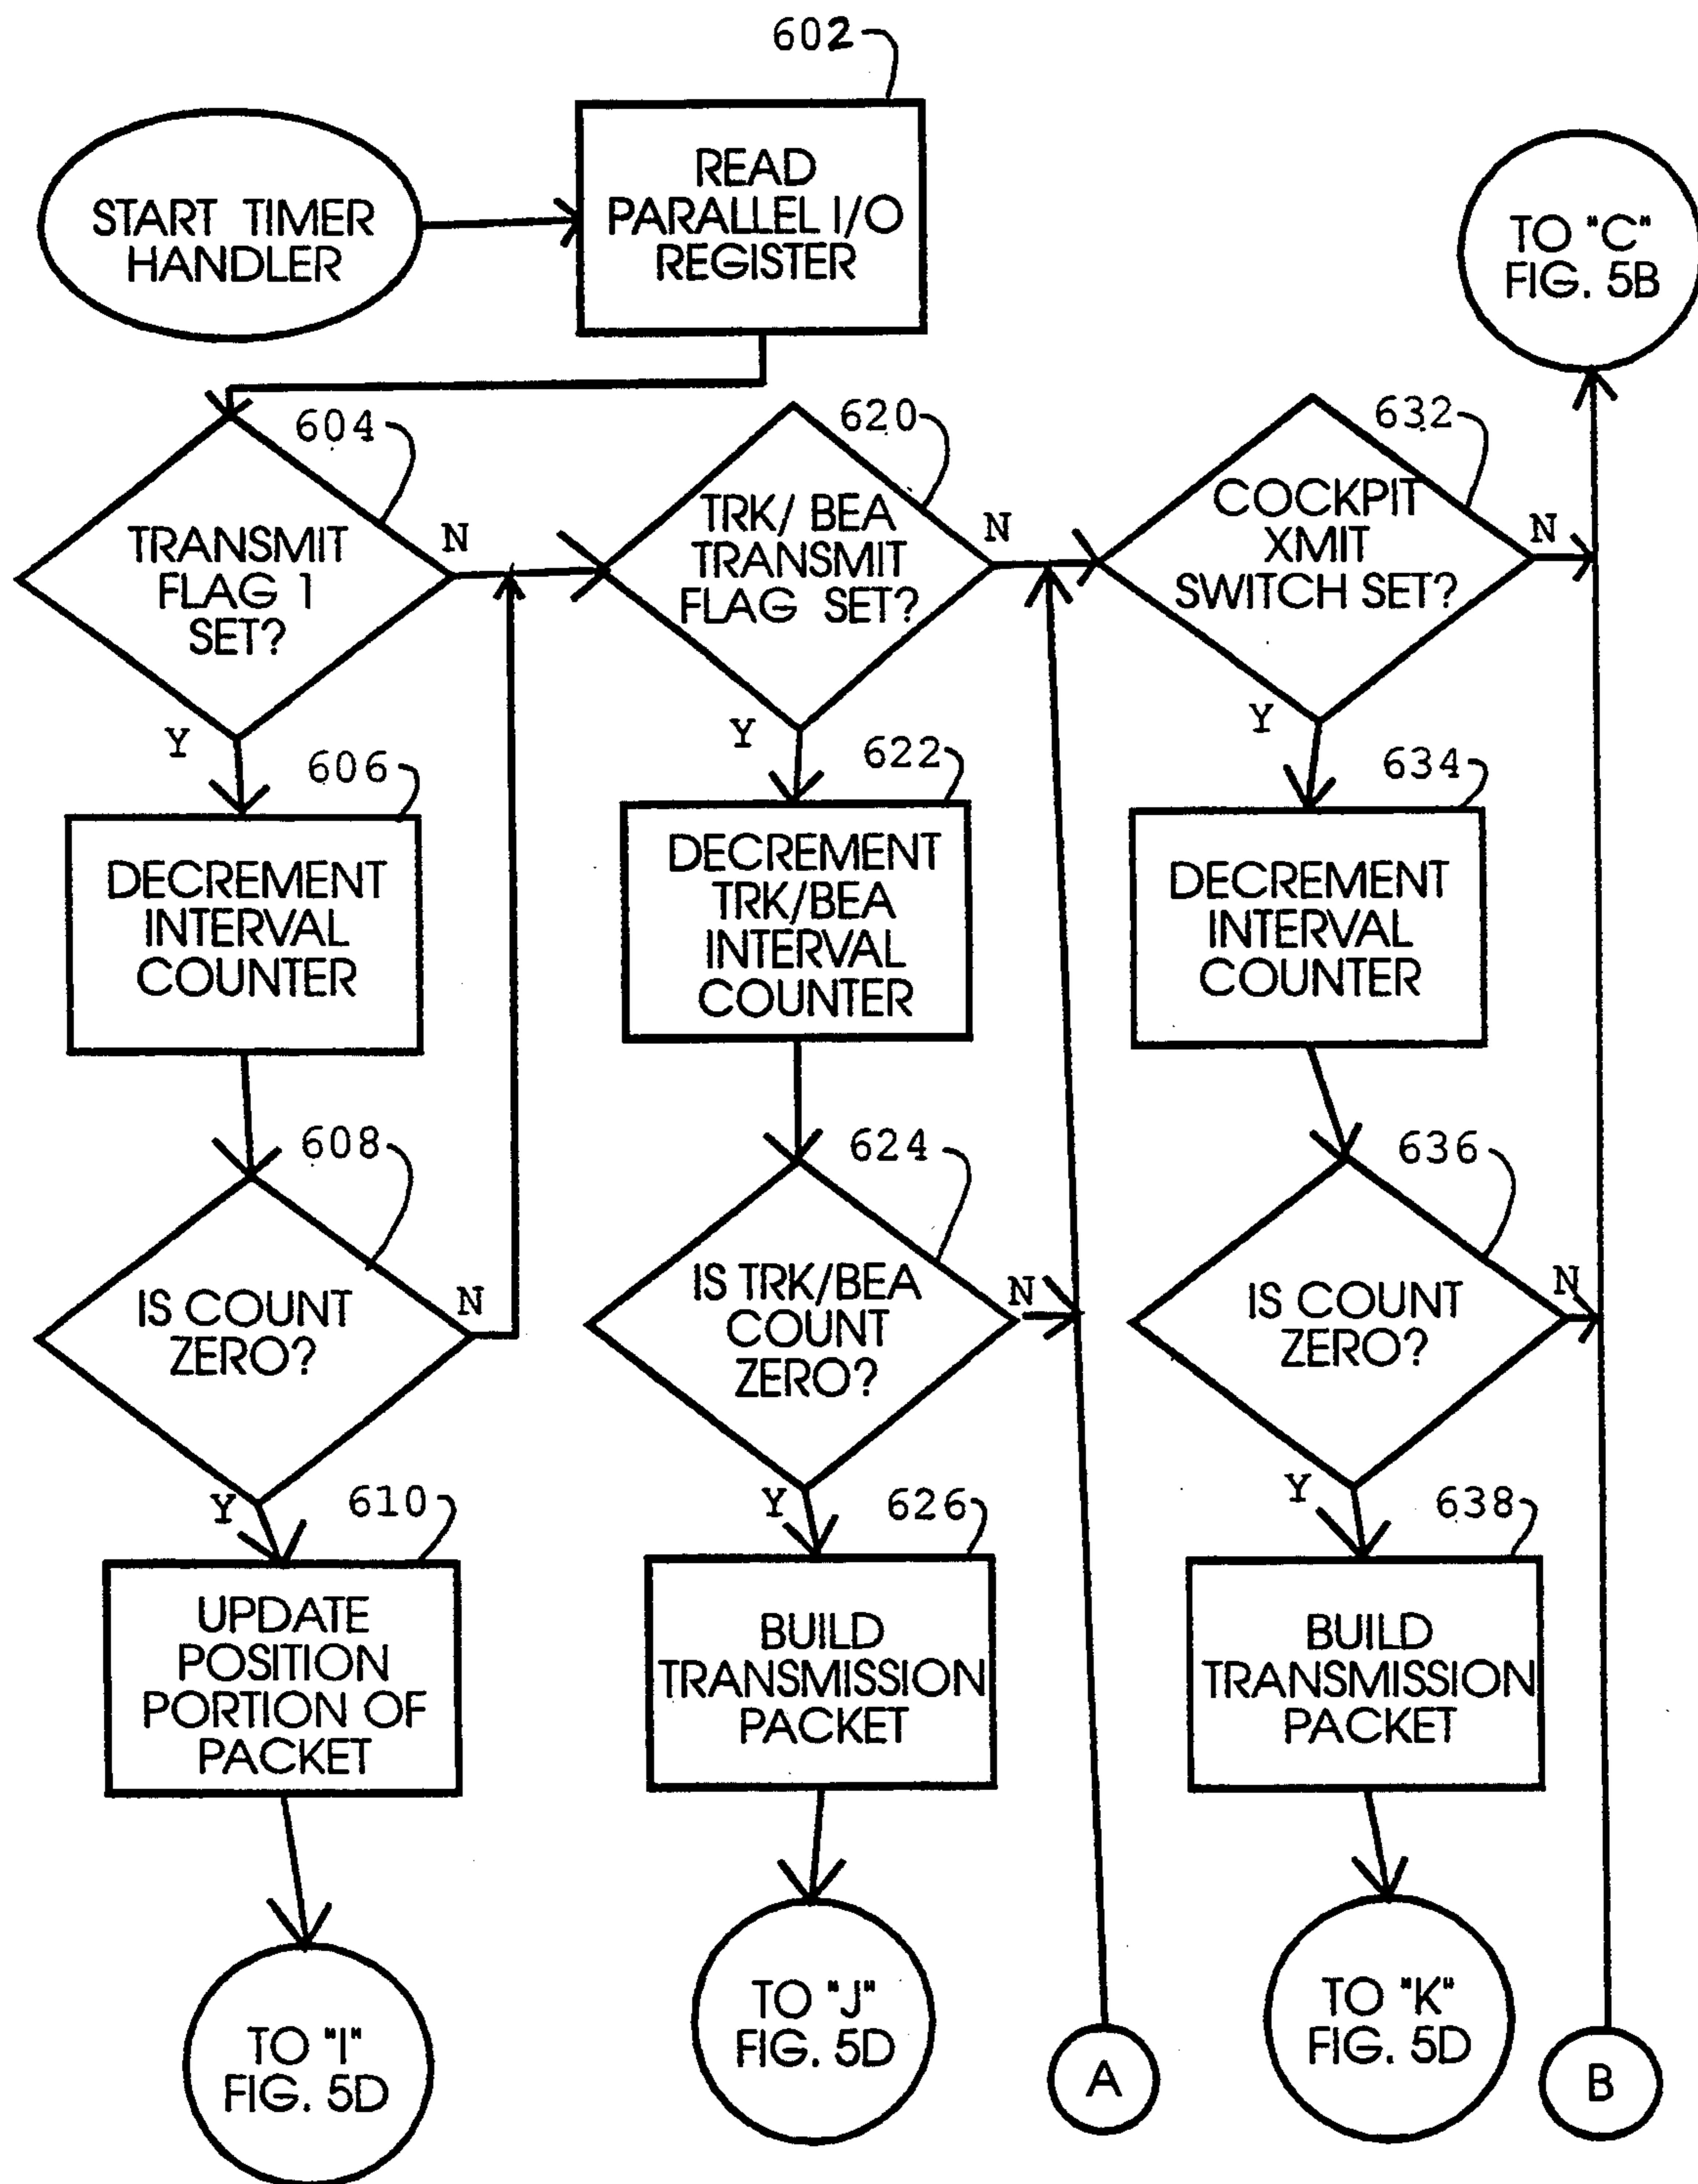 602
START TIMER
HANDLER
READ
PARALLEL I/O
REGISTER
TO "C"
FIG. 5B
604
TRANSMIT
FLAG 1
SET?
N
Y
620
TRK/ BEA
TRANSMIT
FLAG SET?
N
Y
632
COCKPIT
XMIT
SWITCH SET?
N
Y
606
DECREMENT
INTERVAL
COUNTER
622
DECREMENT
TRK/BEA
INTERVAL
COUNTER
634
DECREMENT
INTERVAL
COUNTER
608
IS COUNT
ZERO?
N
Y
624
IS TRK/BEA
COUNT
ZERO?
N
Y
636
IS COUNT
ZERO?
N
Y
610
UPDATE
POSITION
PORTION OF
PACKET
626
BUILD
TRANSMISSION
PACKET
638
BUILD
TRANSMISSION
PACKET
TO "I"
FIG. 5D
TO "J"
FIG. 5D
A
TO "K"
FIG. 5D
B